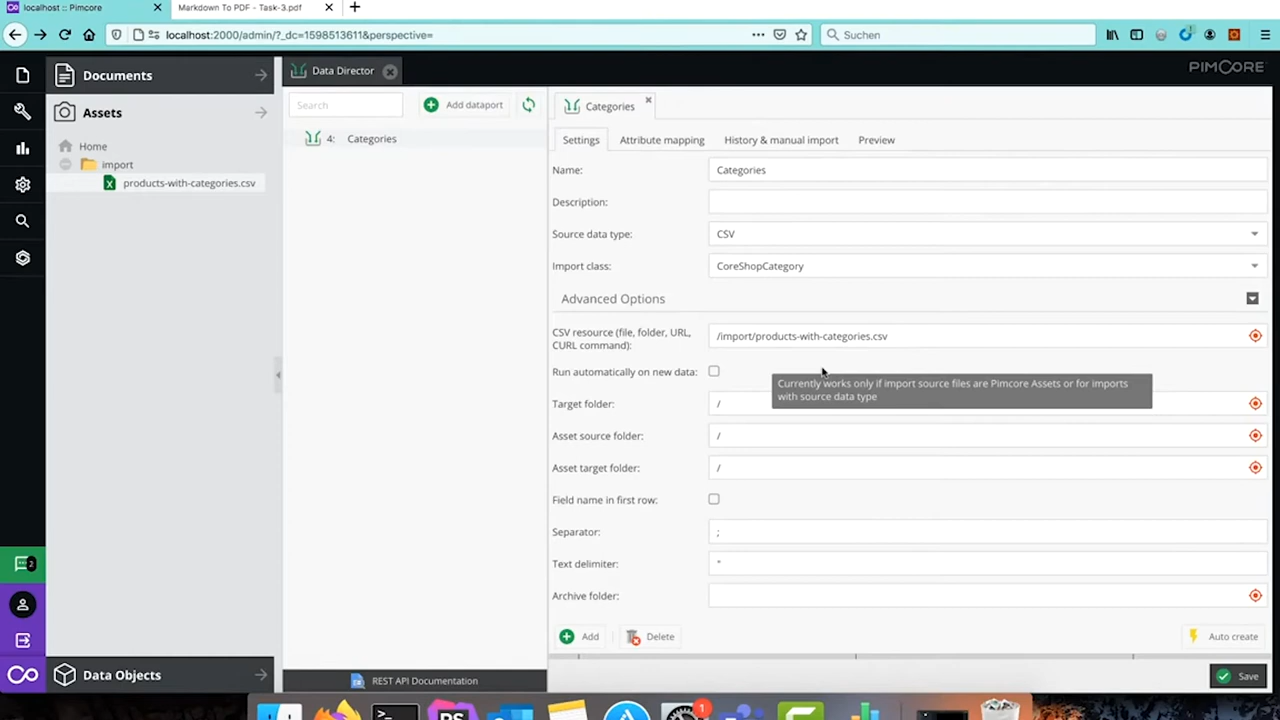 localhost :: Pimcore
Markdown To PDF - Task-3.pdf
localhost:2000/admin/?_dc=1598513611&perspective=
Suchen
Documents
Data Director
PIMCORE
Assets
Search
Add dataport
Categories
Home
4: Categories
Settings
Attribute mapping
History & manual import
Preview
import
products-with-categories.csv
Name:
Categories
Description:
Source data type:
CSV
Import class:
CoreShopCategory
Advanced Options
CSV resource (file, folder, URL,
CURL command):
/import/products-with-categories.csv
Run automatically on new data:
Currently works only if import source files are Pimcore Assets or for imports
with source data type
Target folder:
/
Asset source folder:
/
Asset target folder:
/
Field name in first row:
Separator:
;
Text delimiter:
"
Archive folder:
2
Add
Delete
Auto create
Data Objects
REST API Documentation
Save
PS
1